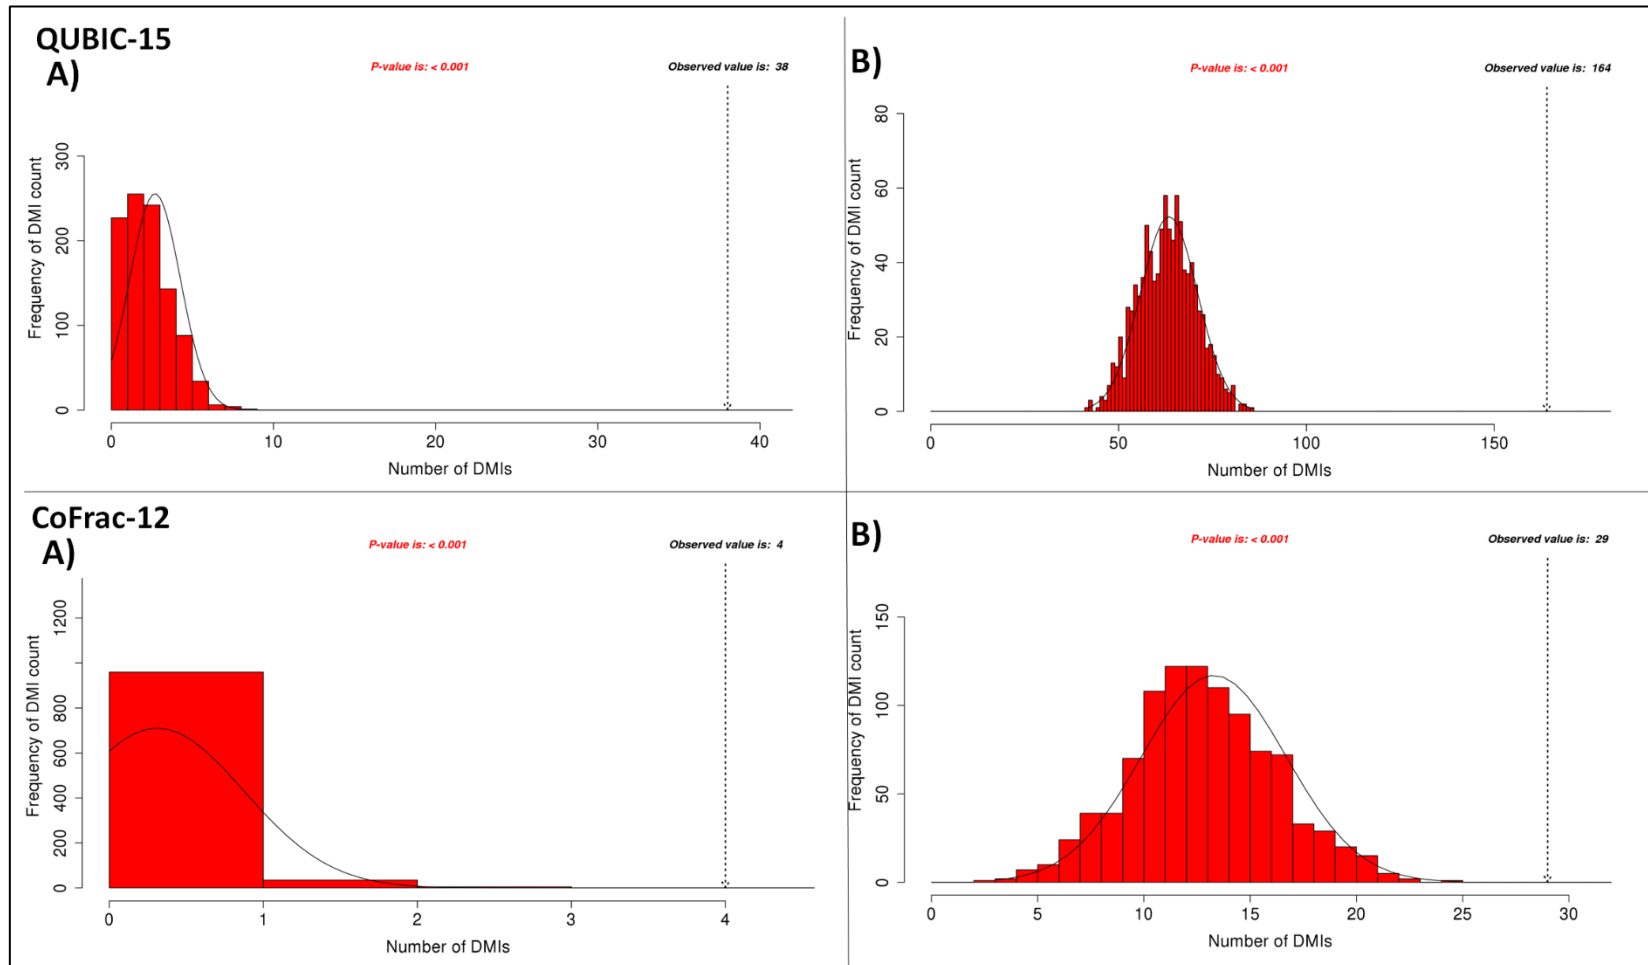 QUBIC-15
A)
P-value is: < 0.001
Observed value is: 38
Frequency of DMI count
300
200
100
0
0 10 20 30 40
Number of DMIs
B)
P-value is: < 0.001
Observed value is: 164
Frequency of DMI count
80
60
40
20
0
0 50 100 150
Number of DMIs
CoFrac-12
A)
P-value is: < 0.001
Observed value is: 4
Frequency of DMI count
1200
800
600
400
200
0
0 1 2 3 4
Number of DMIs
B)
P-value is: < 0.001
Observed value is: 29
Frequency of DMI count
150
100
50
0
0 5 10 15 20 25 30
Number of DMIs